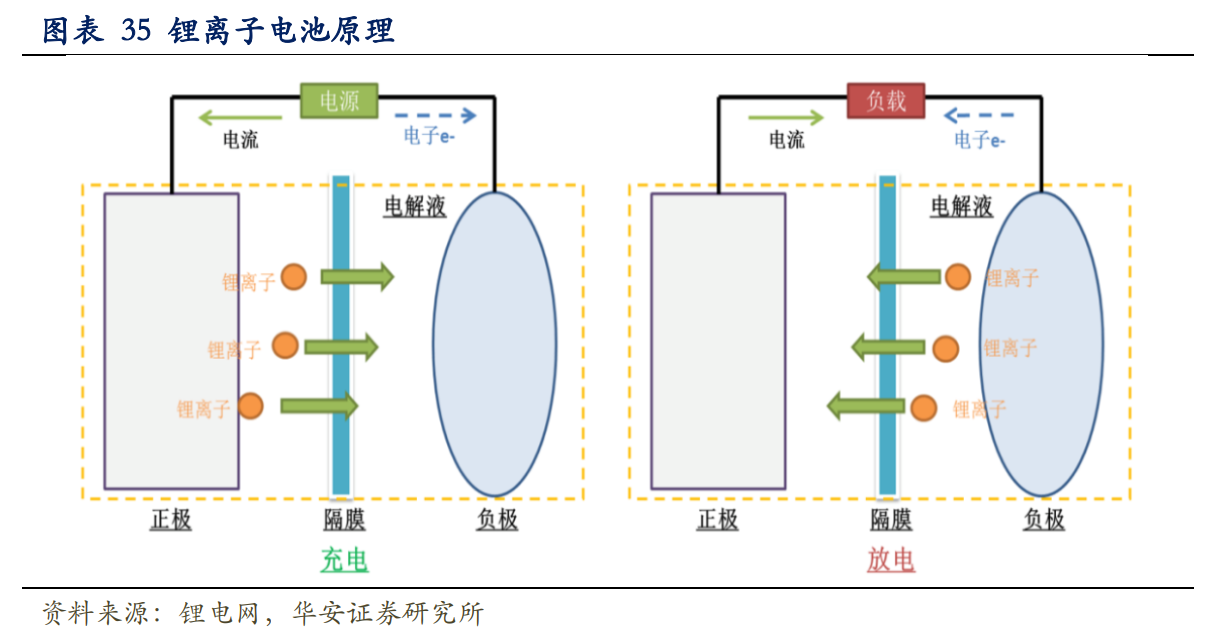 图表 35 锂离子电池原理
电源
电流
电子e-
电解液
锂离子
锂离子
锂离子
正极
隔膜
负极
充电
负载
电流
电子e-
电解液
锂离子
锂离子
锂离子
正极
隔膜
负极
放电
资料来源：锂电网，华安证券研究所